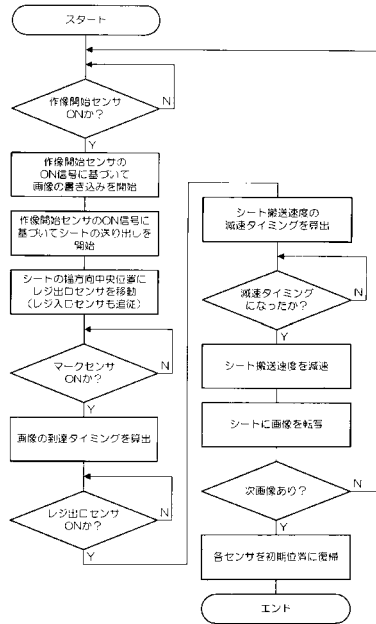 スタート
作像開始センサ
ONか？
N
Y
作像開始センサの
ON信号に基づいて
画像の書き込みを開始
作像開始センサのON信号に
基づいてシートの送り出しを
開始
シートの幅方向中央位置に
レジ出口センサを移動
(レジ入口センサも追従)
マークセンサ
ONか？
N
Y
画像の到達タイミングを算出
レジ出口センサ
ONか？
N
Y
シート搬送速度の
減速タイミングを算出
減速タイミング
になったか？
N
Y
シート搬送速度を減速
シートに画像を転写
次画像あり？
N
Y
各センサを初期位置に復帰
エンド